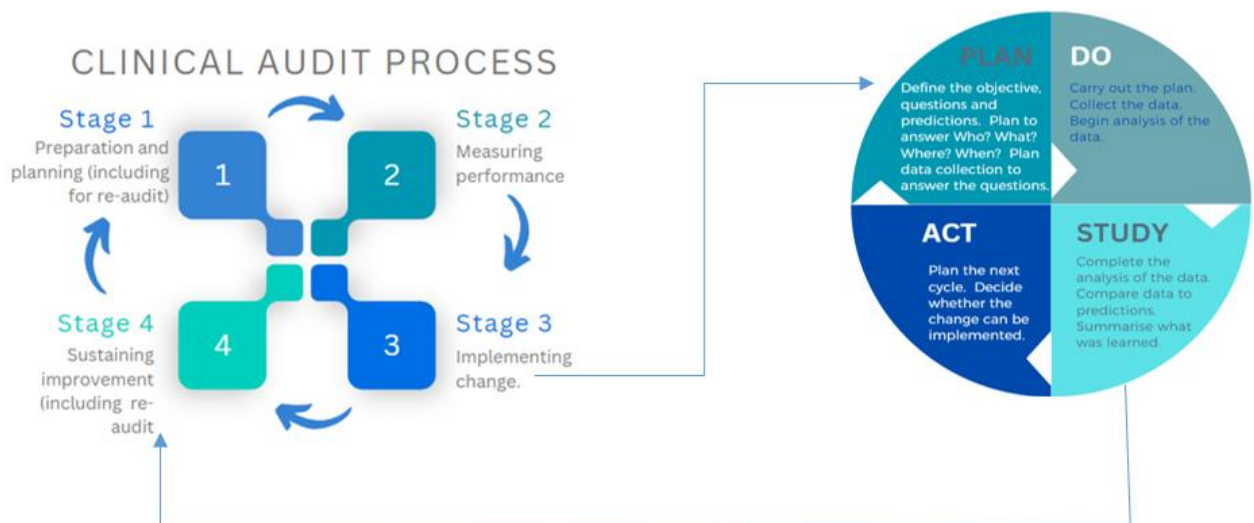 CLINICAL AUDIT PROCESS
Stage 1
Preparation and
planning (including
for re-audit)
1
2
Stage 2
Measuring
performance
Stage 4
Sustaining
improvement
(including re-
audit
4
3
Stage 3
Implementing
change.
PLAN
Define the objective,
questions and
predictions. Plan to
answer Who? What?
Where? When? Plan
data collection to
answer the questions.
DO
Carry out the plan.
Collect the data.
Begin analysis of the
data.
ACT
Plan the next
cycle. Decide
whether the
change can be
implemented.
STUDY
Complete the
analysis of the data.
Compare data to
predictions.
Summarise what
was learned.